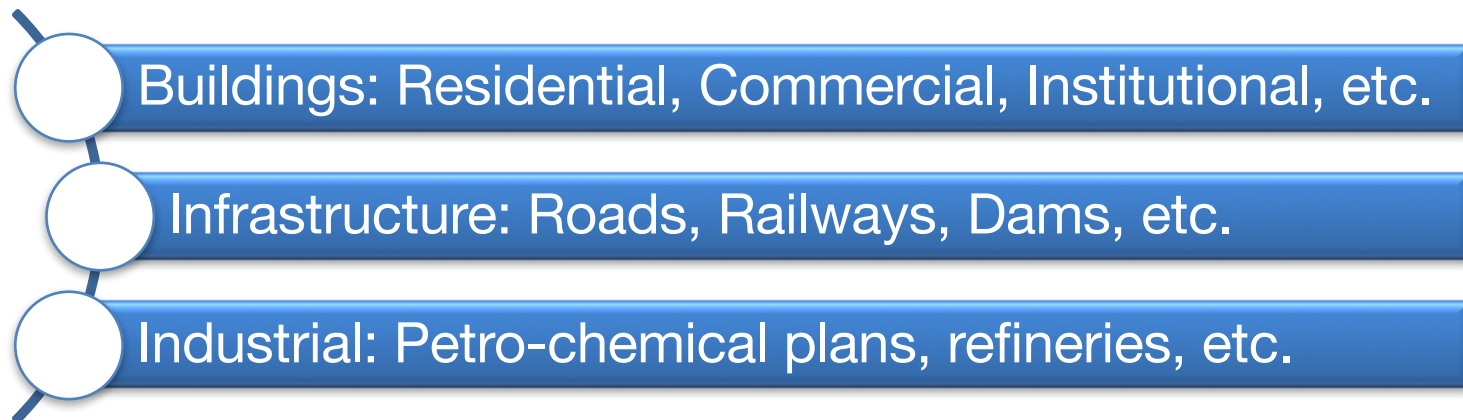 Buildings: Residential, Commercial, Institutional, etc.
Infrastructure: Roads, Railways, Dams, etc.
Industrial: Petro-chemical plans, refineries, etc.